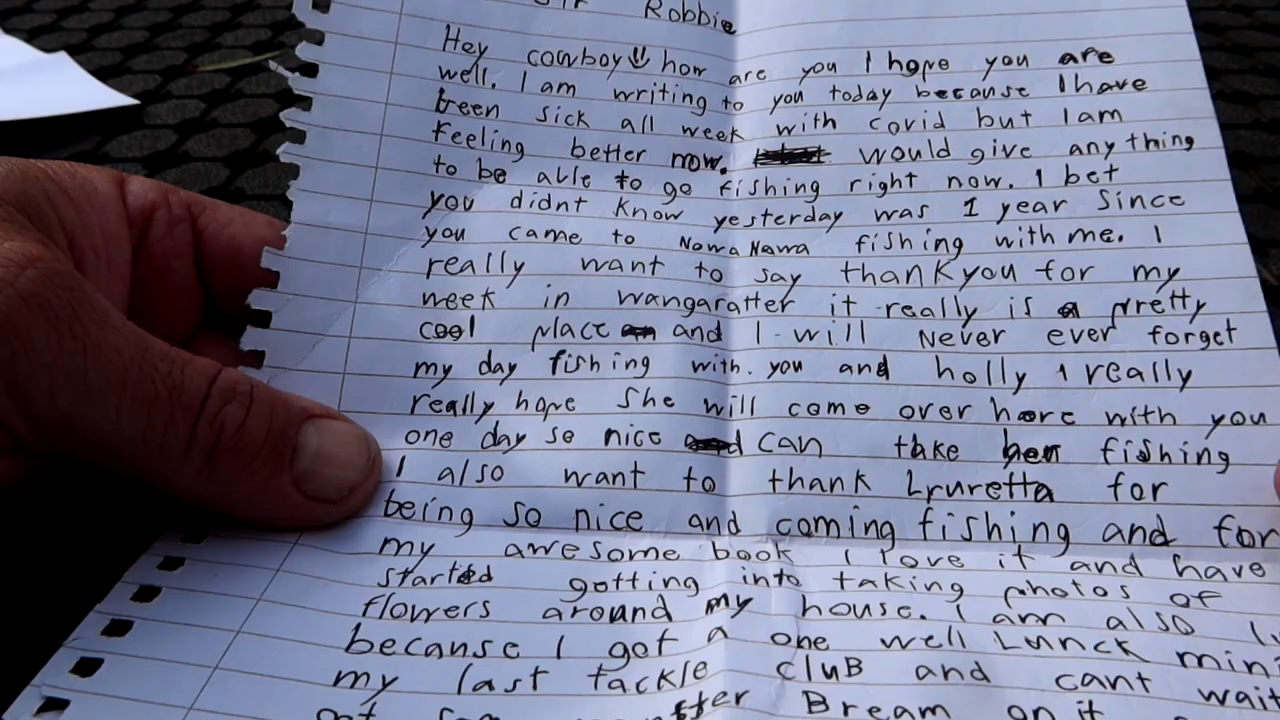 Robbie
Hey cowboy how are you I hope you are
well. I am writing to you today because I have
been sick all week with covid but I am
feeling better now. would give any thing
to be able to go fishing right now. I bet
you didnt know yesterday was 1 year Since
you came to Nowa Nawa fishing with me. I
really want to say thankyou for my
week in wangaratter it really is a pretty
cool place and I will Never ever forget
my day fishing with. you and holly I really
really hope She will come over here with you
one day so nice can take her fishing
I also want to thank for
being so nice and coming fishing and for
my awesome book I love it and have
started getting into taking photos of
flowers around my house. I am also
because I got a one well Lunck mini
my last tackle cluB and cant wait
Bream on it